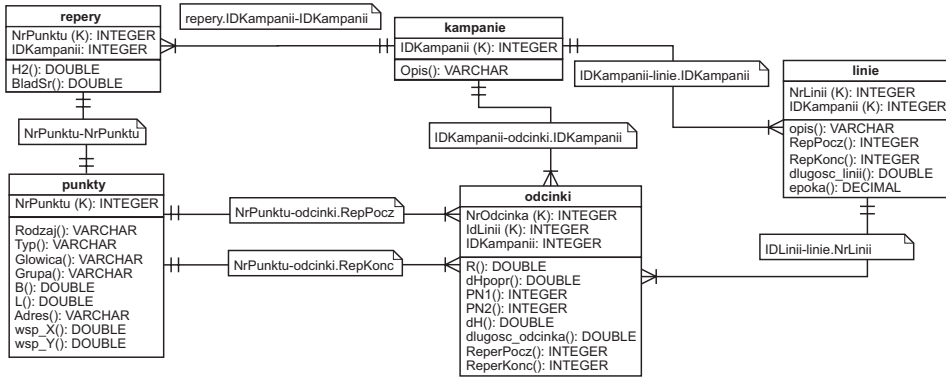 repery
NrPunktu (K): INTEGER
IDKampanii: INTEGER
H2(): DOUBLE
BladSr(): DOUBLE
repery.IDKampanii-IDKampanii
kampanie
IDKampanii (K): INTEGER
Opis(): VARCHAR
IDKampanii-linie.IDKampanii
linie
NrLinii (K): INTEGER
IDKampanii (K): INTEGER
opis(): VARCHAR
RepPocz(): INTEGER
RepKonc(): INTEGER
dlugosc_linii(): DOUBLE
epoka(): DECIMAL
NrPunktu-NrPunktu
IDKampanii-odcinki.IDKampanii
punkty
NrPunktu (K): INTEGER
Rodzaj(): VARCHAR
Typ(): VARCHAR
Glowica(): VARCHAR
Grupa(): VARCHAR
B(): DOUBLE
L(): DOUBLE
Adres(): VARCHAR
wsp_X(): DOUBLE
wsp_Y(): DOUBLE
NrPunktu-odcinki.RepPocz
NrPunktu-odcinki.RepKonc
odcinki
NrOdcinka (K): INTEGER
IdLinii (K): INTEGER
IDKampanii: INTEGER
R(): DOUBLE
dHpopr(): DOUBLE
PN1(): INTEGER
PN2(): INTEGER
dH(): DOUBLE
dlugosc_odcinka(): DOUBLE
ReperPocz(): INTEGER
ReperKonc(): INTEGER
IDLinii-linie.NrLinii